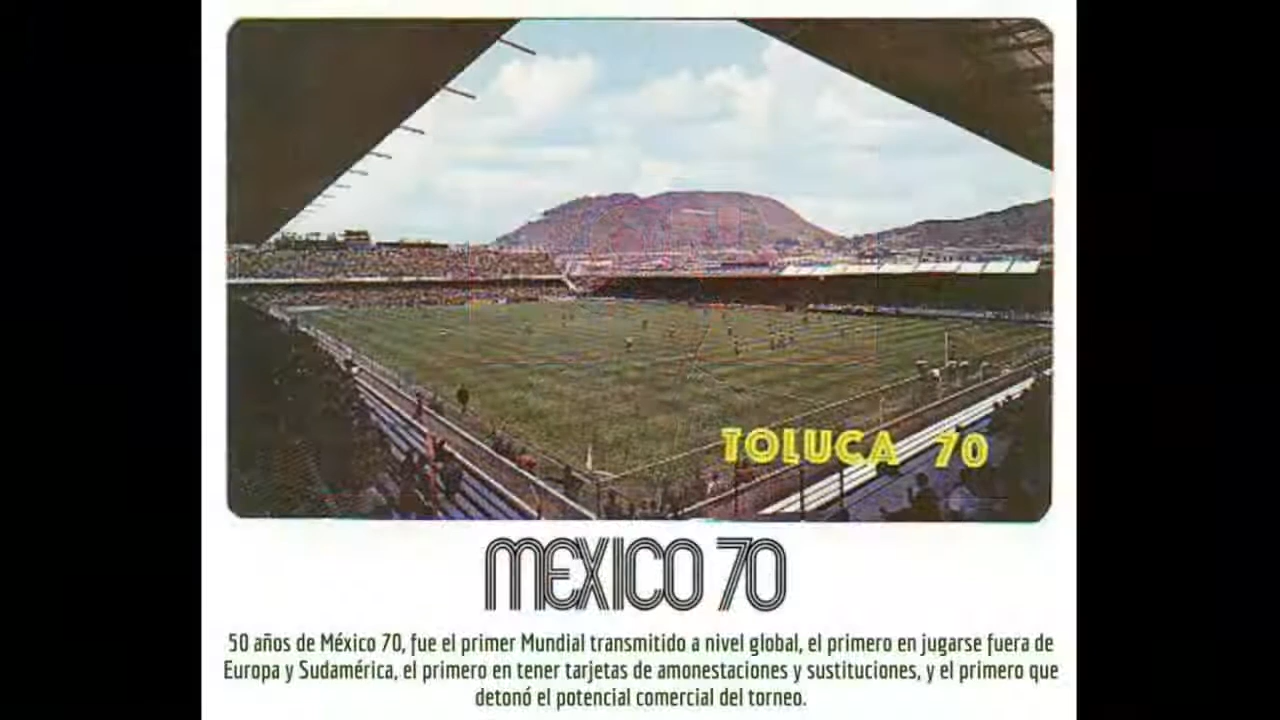 TOLUCA 70
MEXICO 70
50 años de México 70, fue el primer Mundial transmitido a nivel global, el primero en jugarse fuera de
Europa y Sudamérica, el primero en tener tarjetas de amonestaciones y sustituciones, y el primero que
detonó el potencial comercial del torneo.